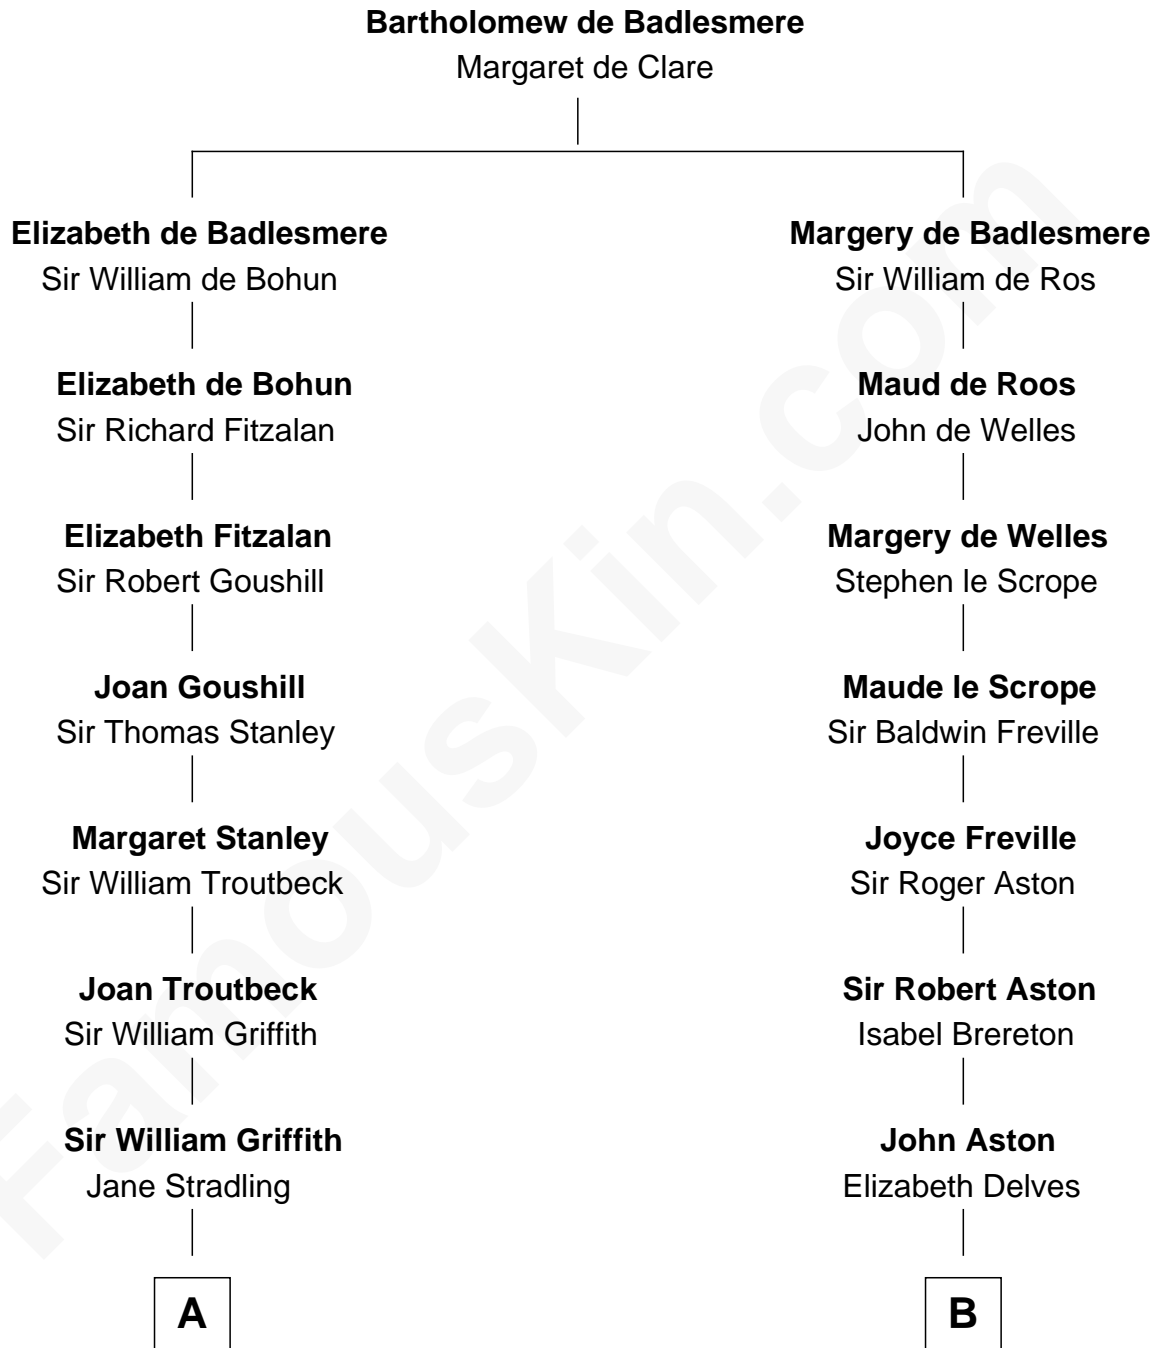 Bartholomew de Badlesmere
Margaret de Clare
Elizabeth de Badlesmere
Sir William de Bohun
Margery de Badlesmere
Sir William de Ros
Elizabeth de Bohun
Sir Richard Fitzalan
Maud de Roos
John de Welles
Elizabeth Fitzalan
Sir Robert Goushill
Margery de Welles
Stephen le Scrope
Joan Goushill
Sir Thomas Stanley
Maude le Scrope
Sir Baldwin Freville
Margaret Stanley
Sir William Troutbeck
Joyce Freville
Sir Roger Aston
Joan Troutbeck
Sir William Griffith
Sir Robert Aston
Isabel Brereton
Sir William Griffith
Jane Stradling
John Aston
Elizabeth Delves
A
B
FamousKin.com